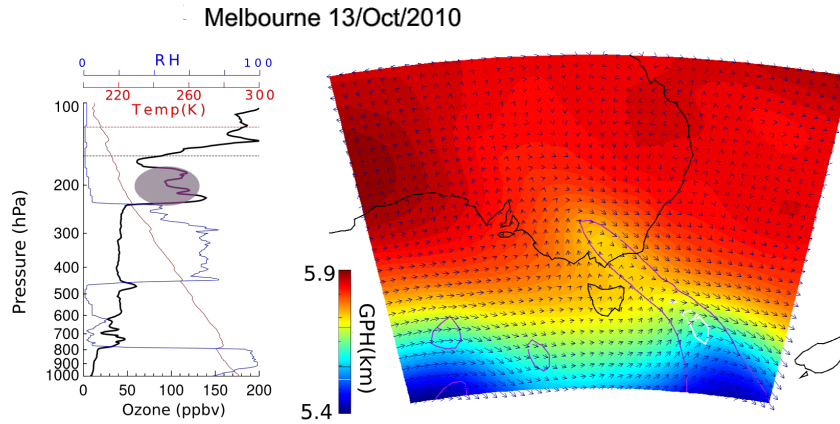 Melbourne 13/Oct/2010
0 RH 100
220 260 300
Temp(K)
100
200
300
400
500
600
700
800
900
1000
Pressure (hPa)
0 50 100 150 200
Ozone (ppbv)
5.9
GPH(km)
5.4